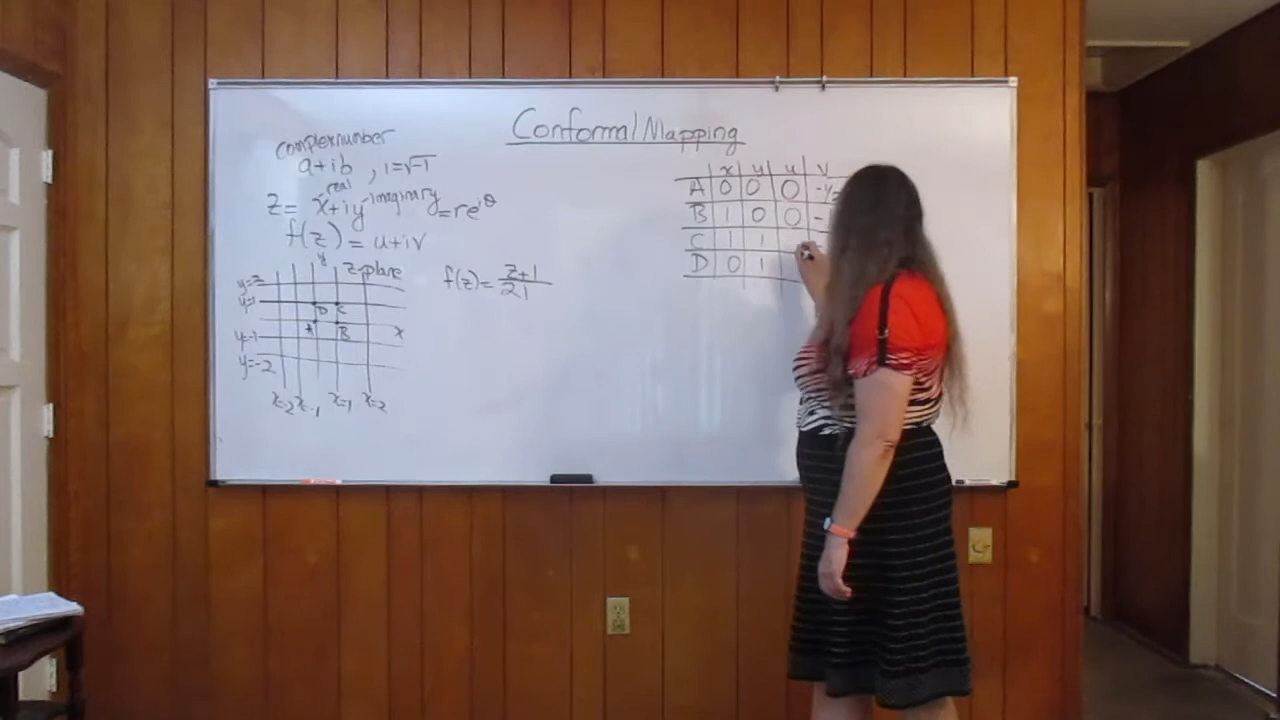 Conformal Mapping
complex number
a+ib , i=√-1
z= x+iy = re^iθ
real
imaginary
f(z) = u+iv
y z-plane
y=2
y=1
D C
A B x
y=-1
y=-2
x=-2 x=-1 x=1 x=2
f(z)= z+1
2i
x y u v
A 0 0 0 -1/2
B 1 0 0 -
C 1 1
D 0 1